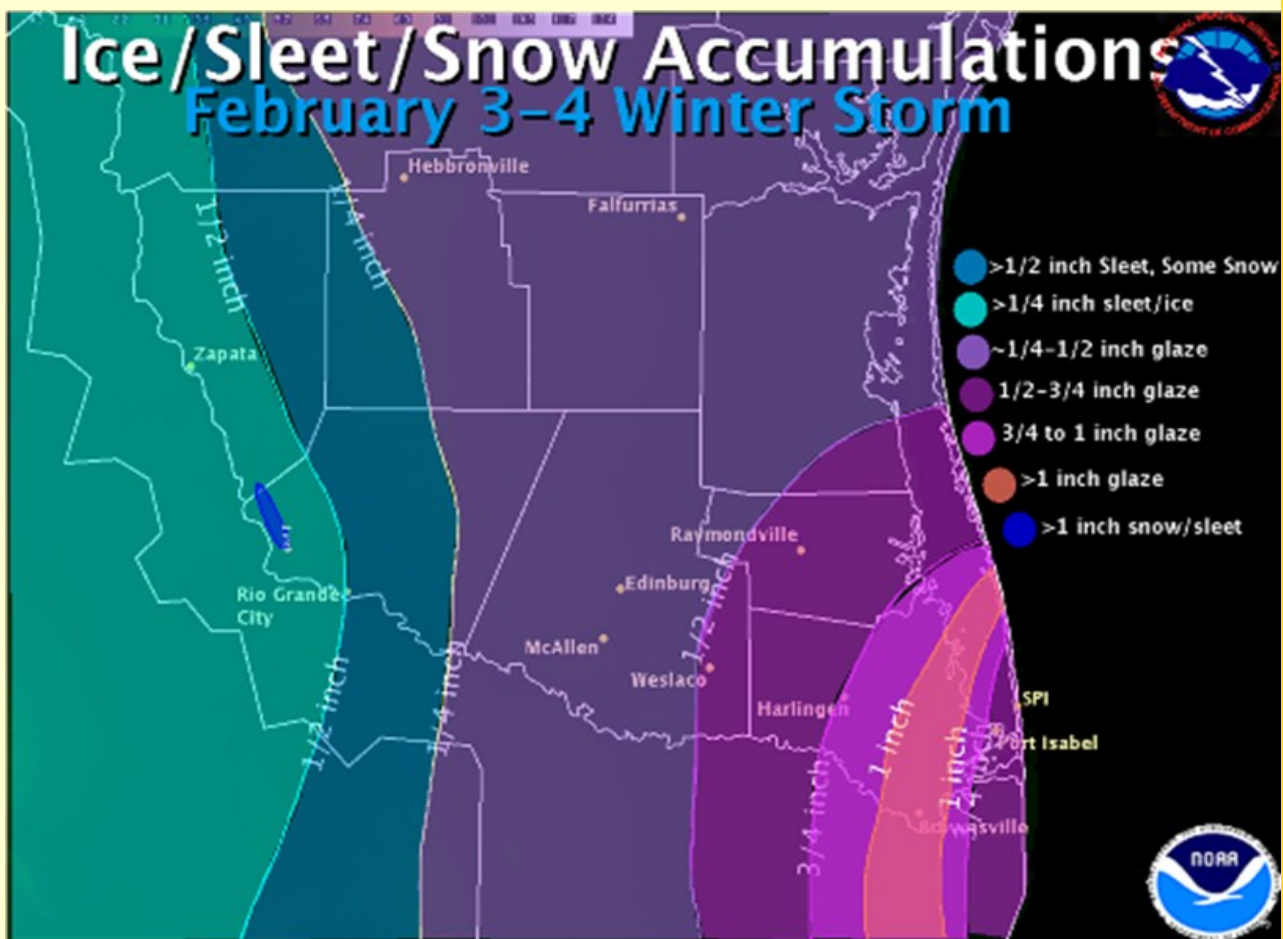 Ice/Sleet/Snow Accumulations
February 3-4 Winter Storm
Hebbronville
Falfurrias
1/2 inch
1/4 inch
>1/2 inch Sleet, Some Snow
>1/4 inch sleet/ice
~1/4-1/2 inch glaze
1/2-3/4 inch glaze
3/4 to 1 inch glaze
>1 inch glaze
>1 inch snow/sleet
Zapata
Raymondville
Rio Grande
City
Edinburg
McAllen
Weslaco
1/2 inch
Harlingen
SPI
Port Isabel
1/2 inch
1/4 inch
3/4 inch
1 inch
1 inch
Brownsville
NOAA